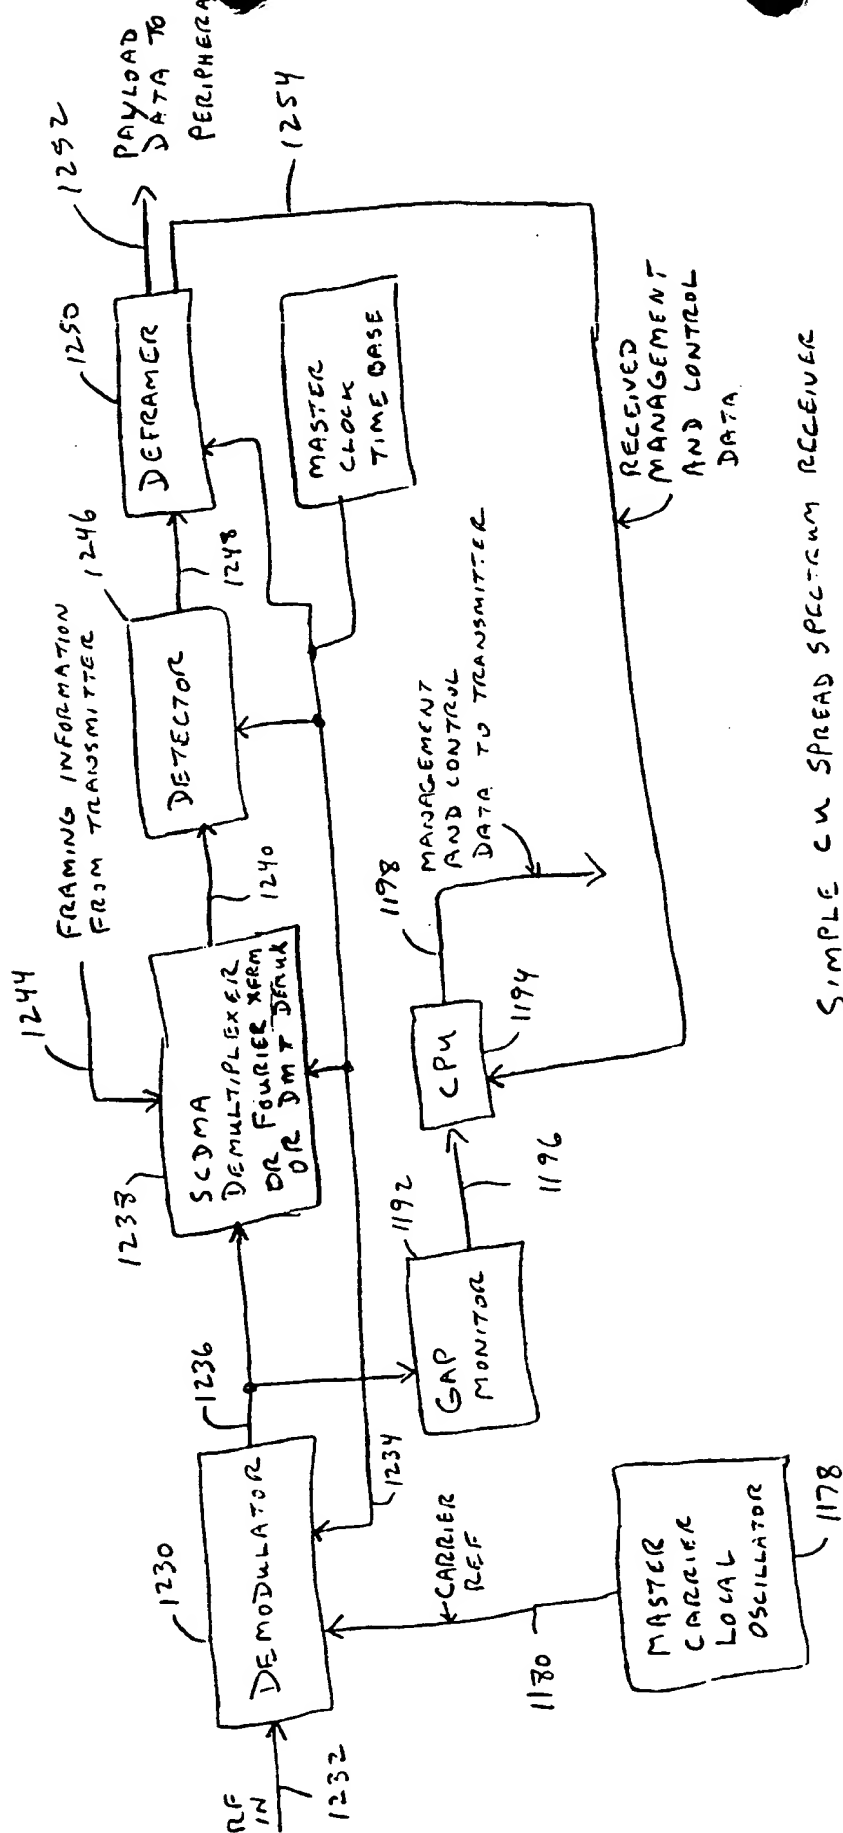 RF
IN
1232
1230
DEMODULATOR
1236
1234
CARRIER
REF
1180
MASTER
CARRIER
LOCAL
OSCILLATOR
1178
1238
SCDMA
DEMULTIPLEXER
OR FOURIER XFRM
OR DMT DEMUX
1244
FRAMING INFORMATION
FROM TRANSMITTER
1240
1246
DETECTOR
1248
1250
DEFRAMER
1252
PAYLOAD
DATA TO
1254
MASTER
CLOCK
TIME BASE
GAP
MONITOR
1192
1196
CPU
1194
1198
MANAGEMENT
AND CONTROL
DATA TO TRANSMITTER
RECEIVED
MANAGEMENT
AND CONTROL
DATA
SIMPLE CU SPREAD SPECTRUM RECEIVER